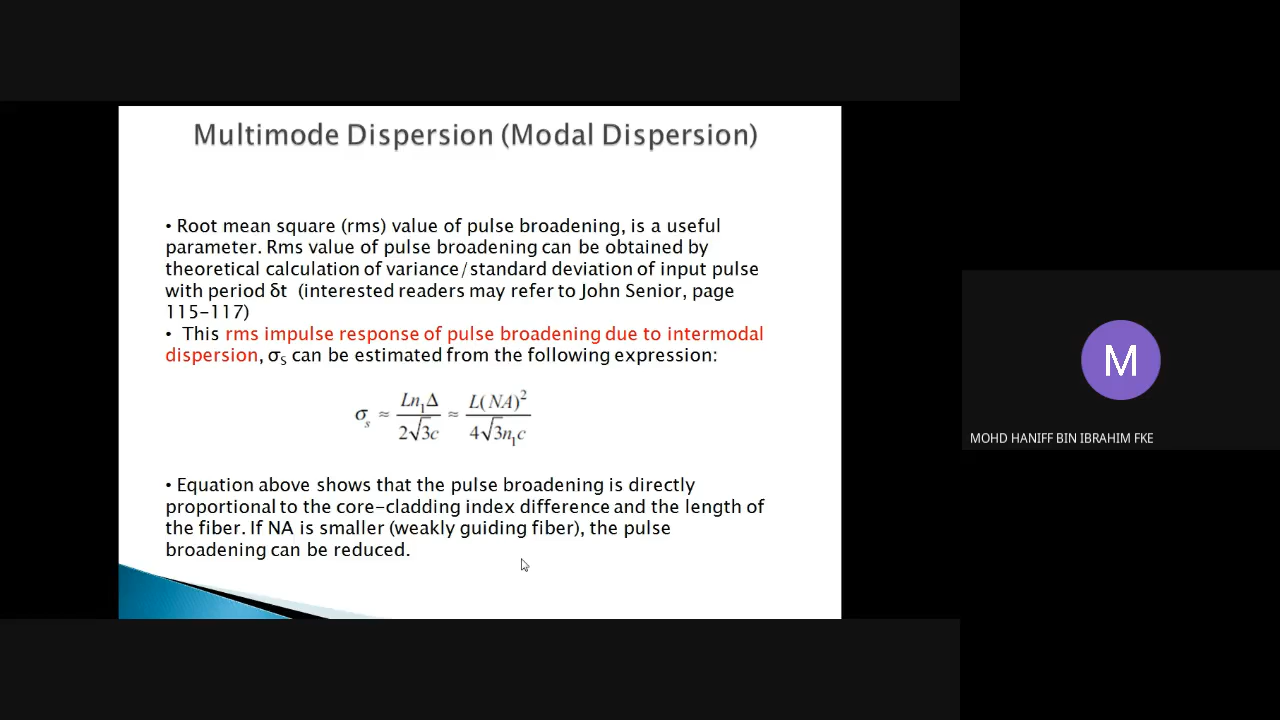 Multimode Dispersion (Modal Dispersion)
• Root mean square (rms) value of pulse broadening, is a useful
parameter. Rms value of pulse broadening can be obtained by
theoretical calculation of variance/standard deviation of input pulse
with period δt (interested readers may refer to John Senior, page
115-117)
• This rms impulse response of pulse broadening due to intermodal
dispersion, σS can be estimated from the following expression:
σs ≈ Ln1Δ / 2√3c ≈ L(NA)² / 4√3n1c
• Equation above shows that the pulse broadening is directly
proportional to the core-cladding index difference and the length of
the fiber. If NA is smaller (weakly guiding fiber), the pulse
broadening can be reduced.
M
MOHD HANIFF BIN IBRAHIM FKE